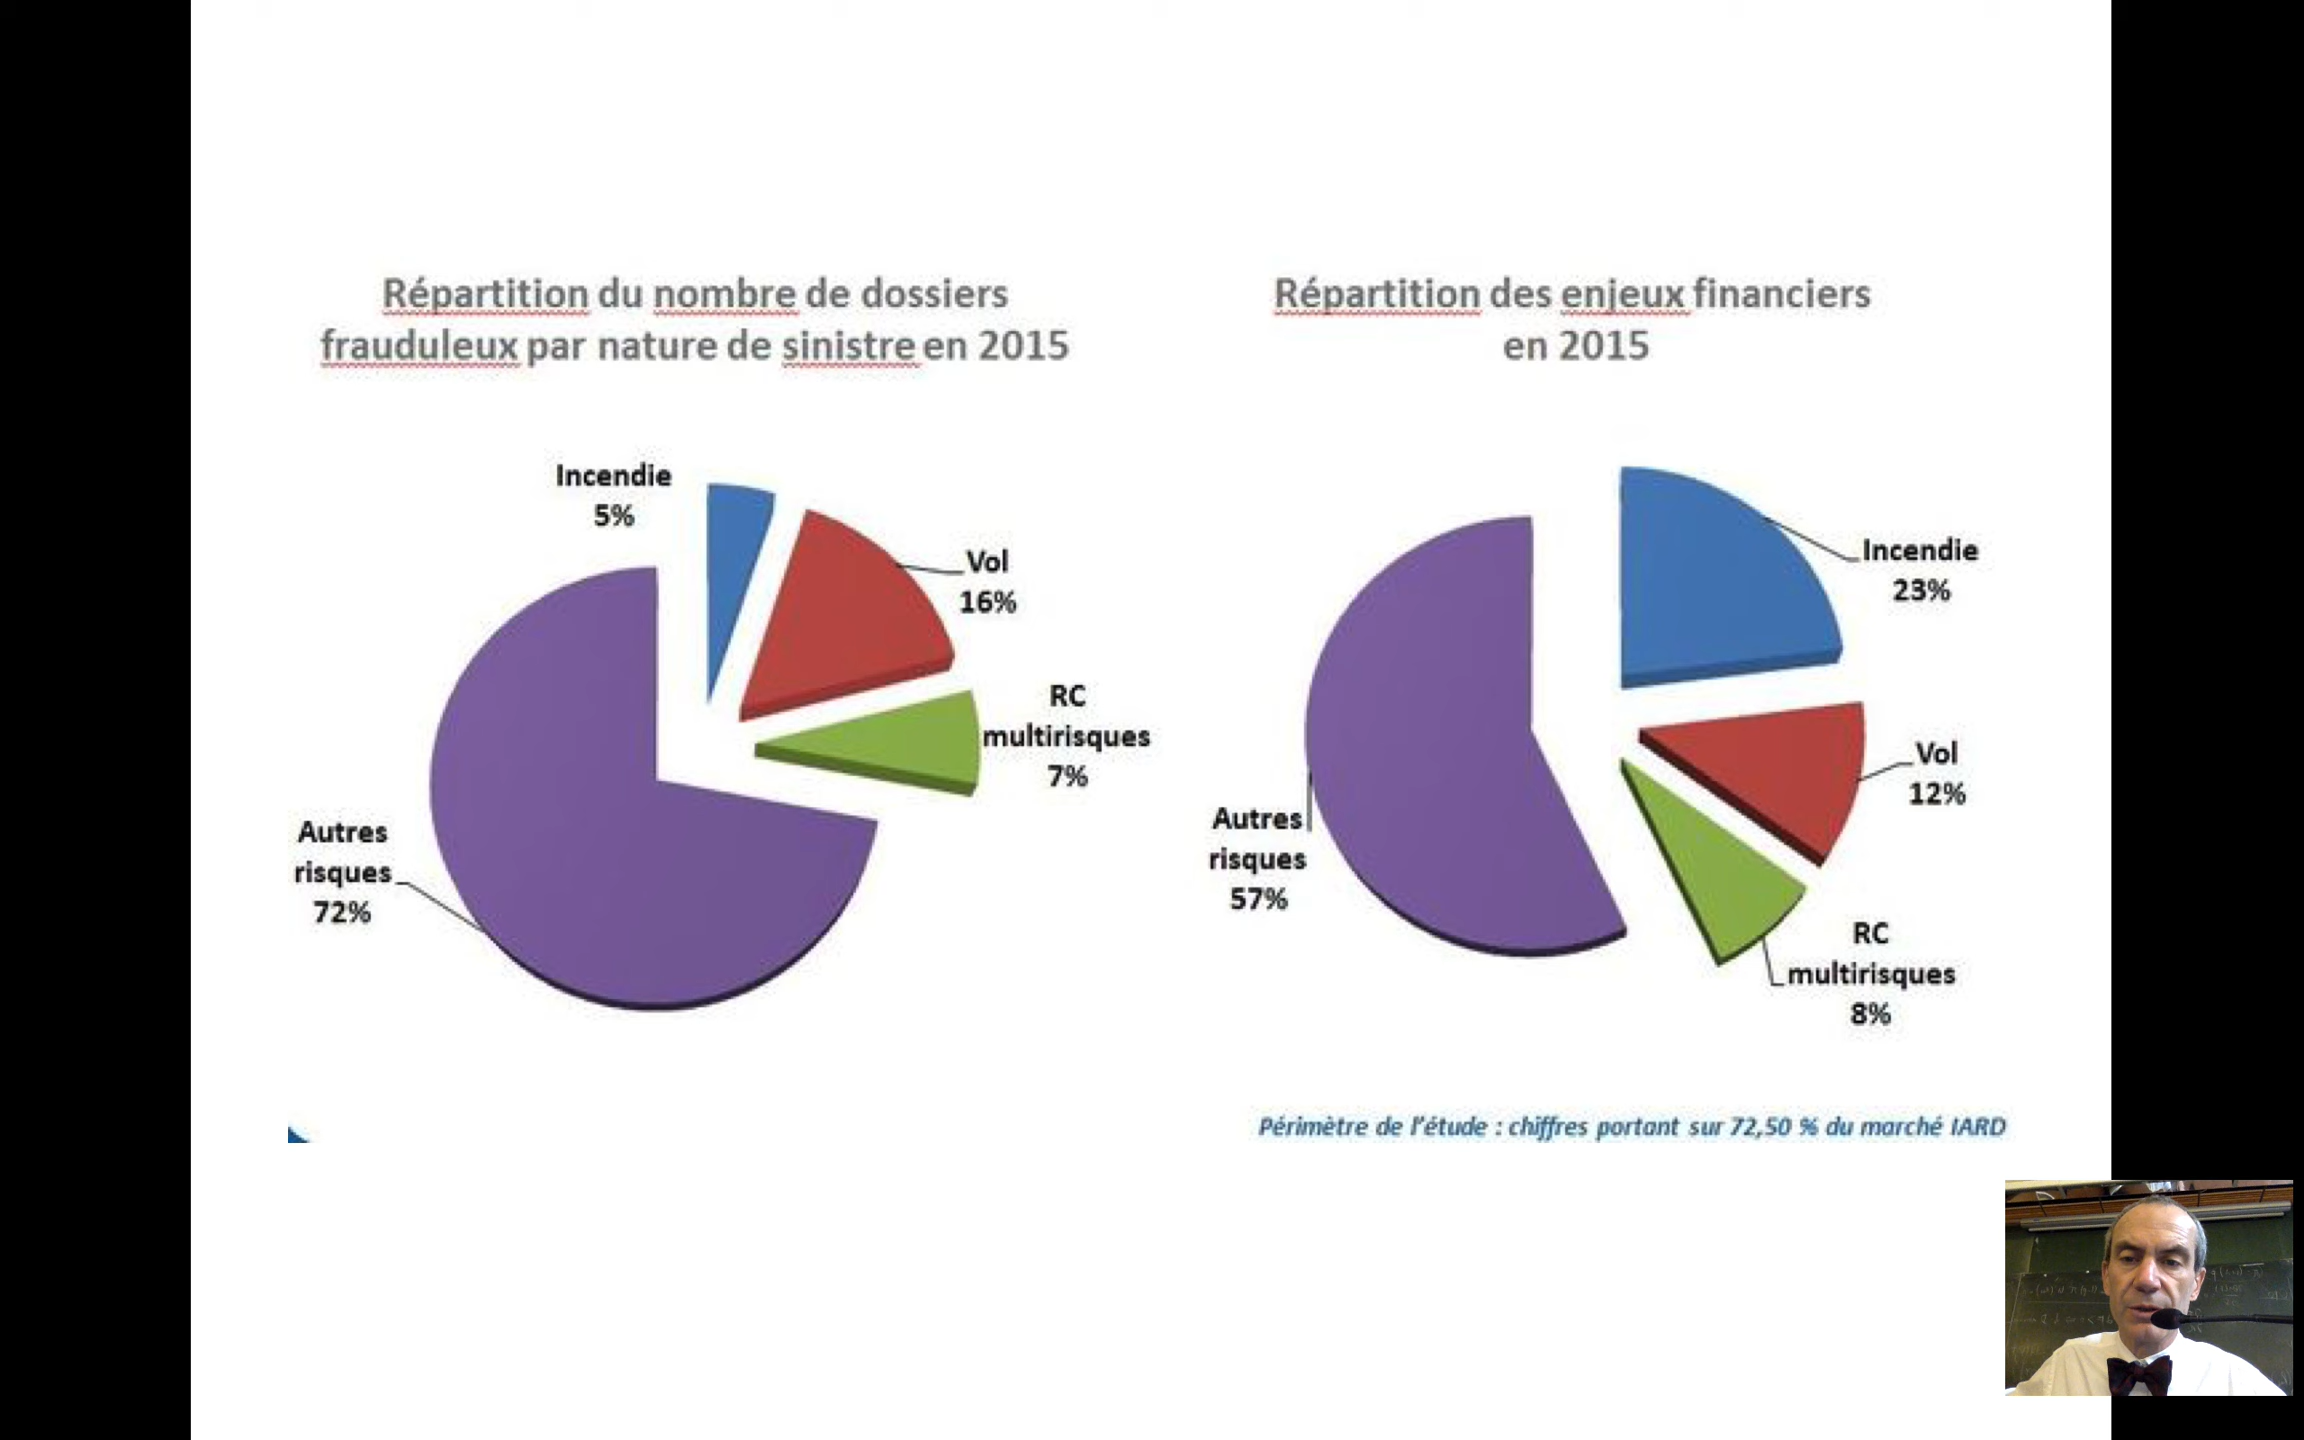 Répartition du nombre de dossiers
frauduleux par nature de sinistre en 2015
Incendie
5%
Vol
16%
RC
multirisques
7%
Autres
risques
72%
Répartition des enjeux financiers
en 2015
Incendie
23%
Vol
12%
Autres
risques
57%
RC
multirisques
8%
Périmètre de l'étude : chiffres portant sur 72,50 % du marché IARD